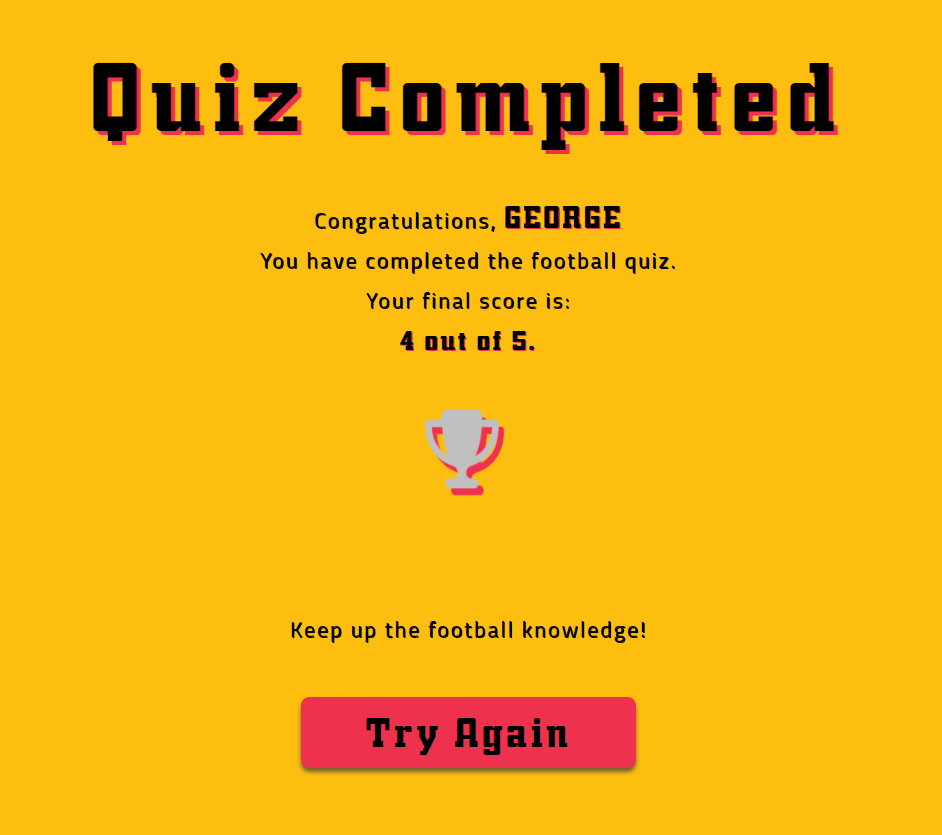 Quiz Completed
Congratulations, GEORGE
You have completed the football quiz.
Your final score is:
4 out of 5.
Keep up the football knowledge!
Try Again